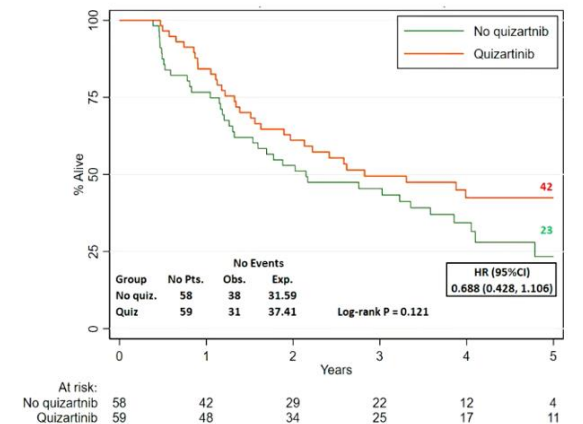 No quizartnib
Quizartinib
% Alive
100
75
50
25
0
42
23
No Events
Group No Pts. Obs. Exp.
No quiz. 58 38 31.59
Quiz 59 31 37.41
Log-rank P = 0.121
HR (95%CI)
0.688 (0.428, 1.106)
0 1 2 3 4 5
Years
At risk:
No quizartnib 58 42 29 22 12 4
Quizartinib 59 48 34 25 17 11